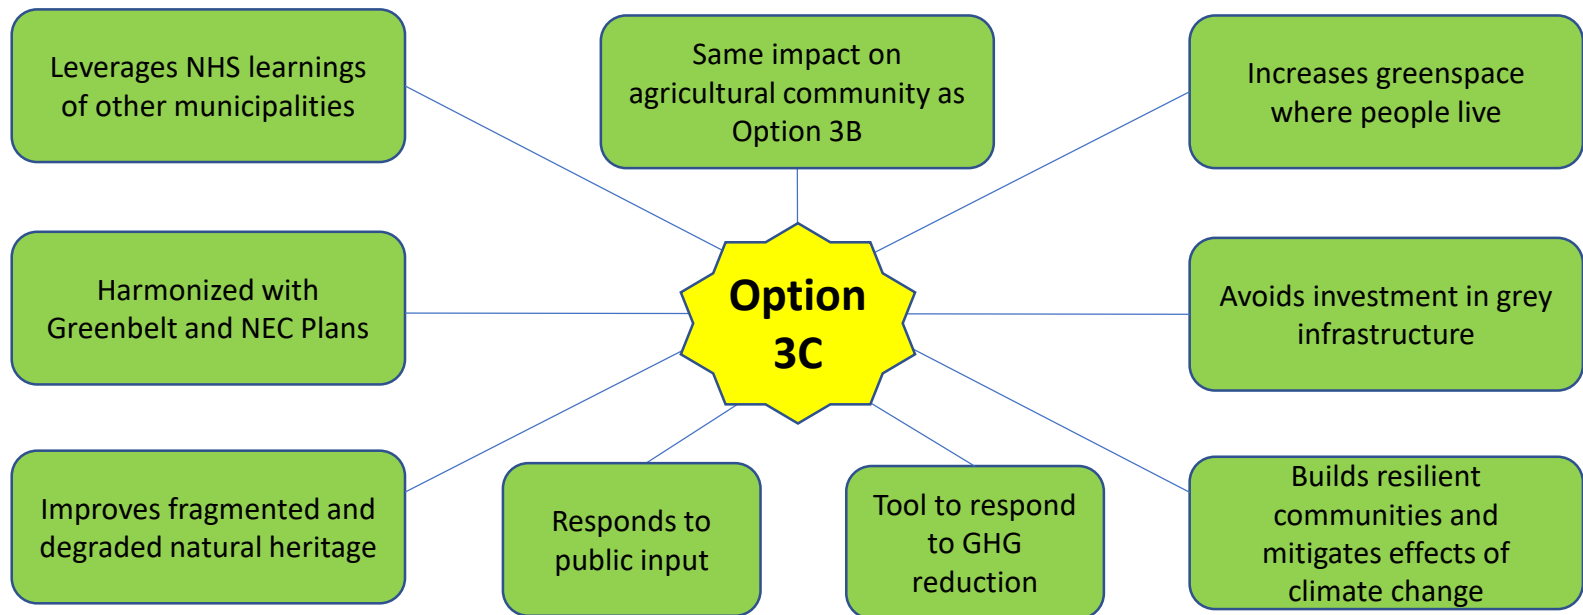 Leverages NHS learnings
of other municipalities
Same impact on
agricultural community as
Option 3B
Increases greenspace
where people live
Harmonized with
Greenbelt and NEC Plans
Option
3C
Avoids investment in grey
infrastructure
Improves fragmented and
degraded natural heritage
Responds to
public input
Tool to respond
to GHG
reduction
Builds resilient
communities and
mitigates effects of
climate change